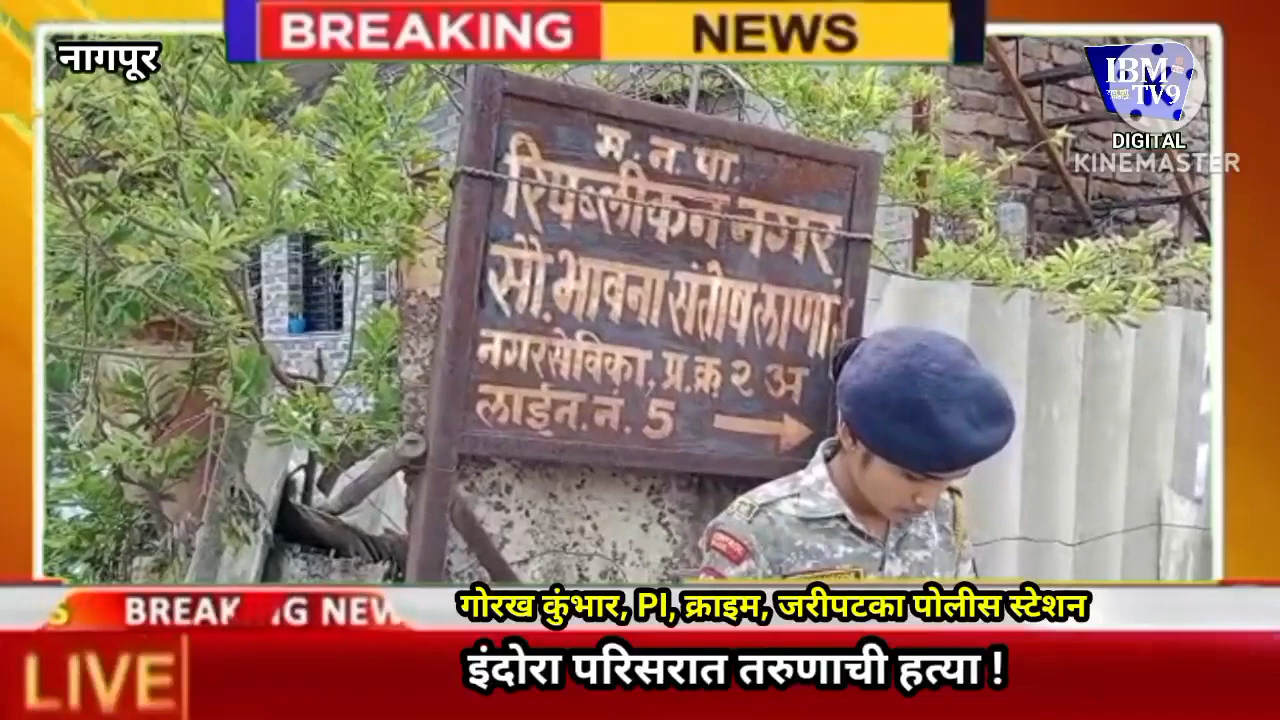 BREAKING NEWS
नागपूर
IBM
TV9
DIGITAL
KINEMASTER
म. न. पा.
रिपब्लीकन नगर
सौ. भावना संतोष
नगरसेविका, प्र.क्र २ अ
लाईन. न. 5
गोरख कुंभार, PI, क्राइम, जरीपटका पोलीस स्टेशन
BREAK
LIVE
इंदोरा परिसरात तरुणाची हत्या !